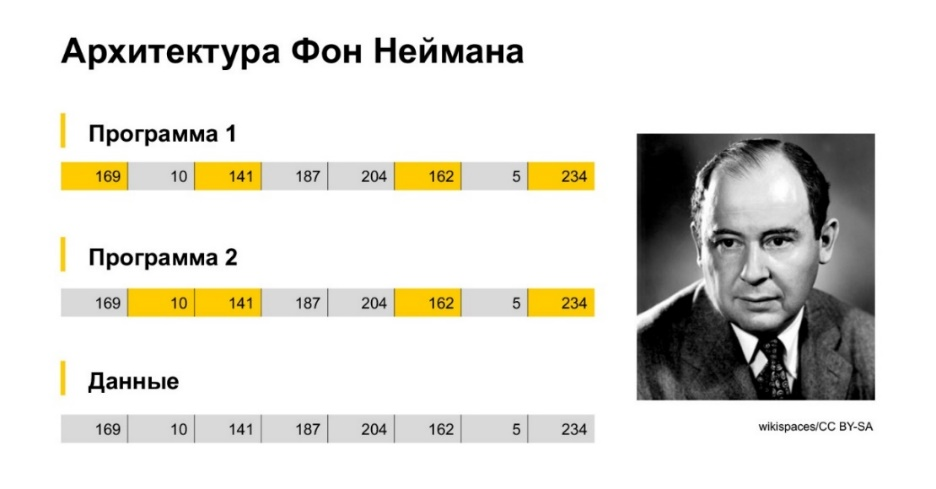 Архитектура Фон Неймана
Программа 1
169 10 141 187 204 162 5 234
Программа 2
169 10 141 187 204 162 5 234
Данные
169 10 141 187 204 162 5 234
wikispaces/CC BY-SA